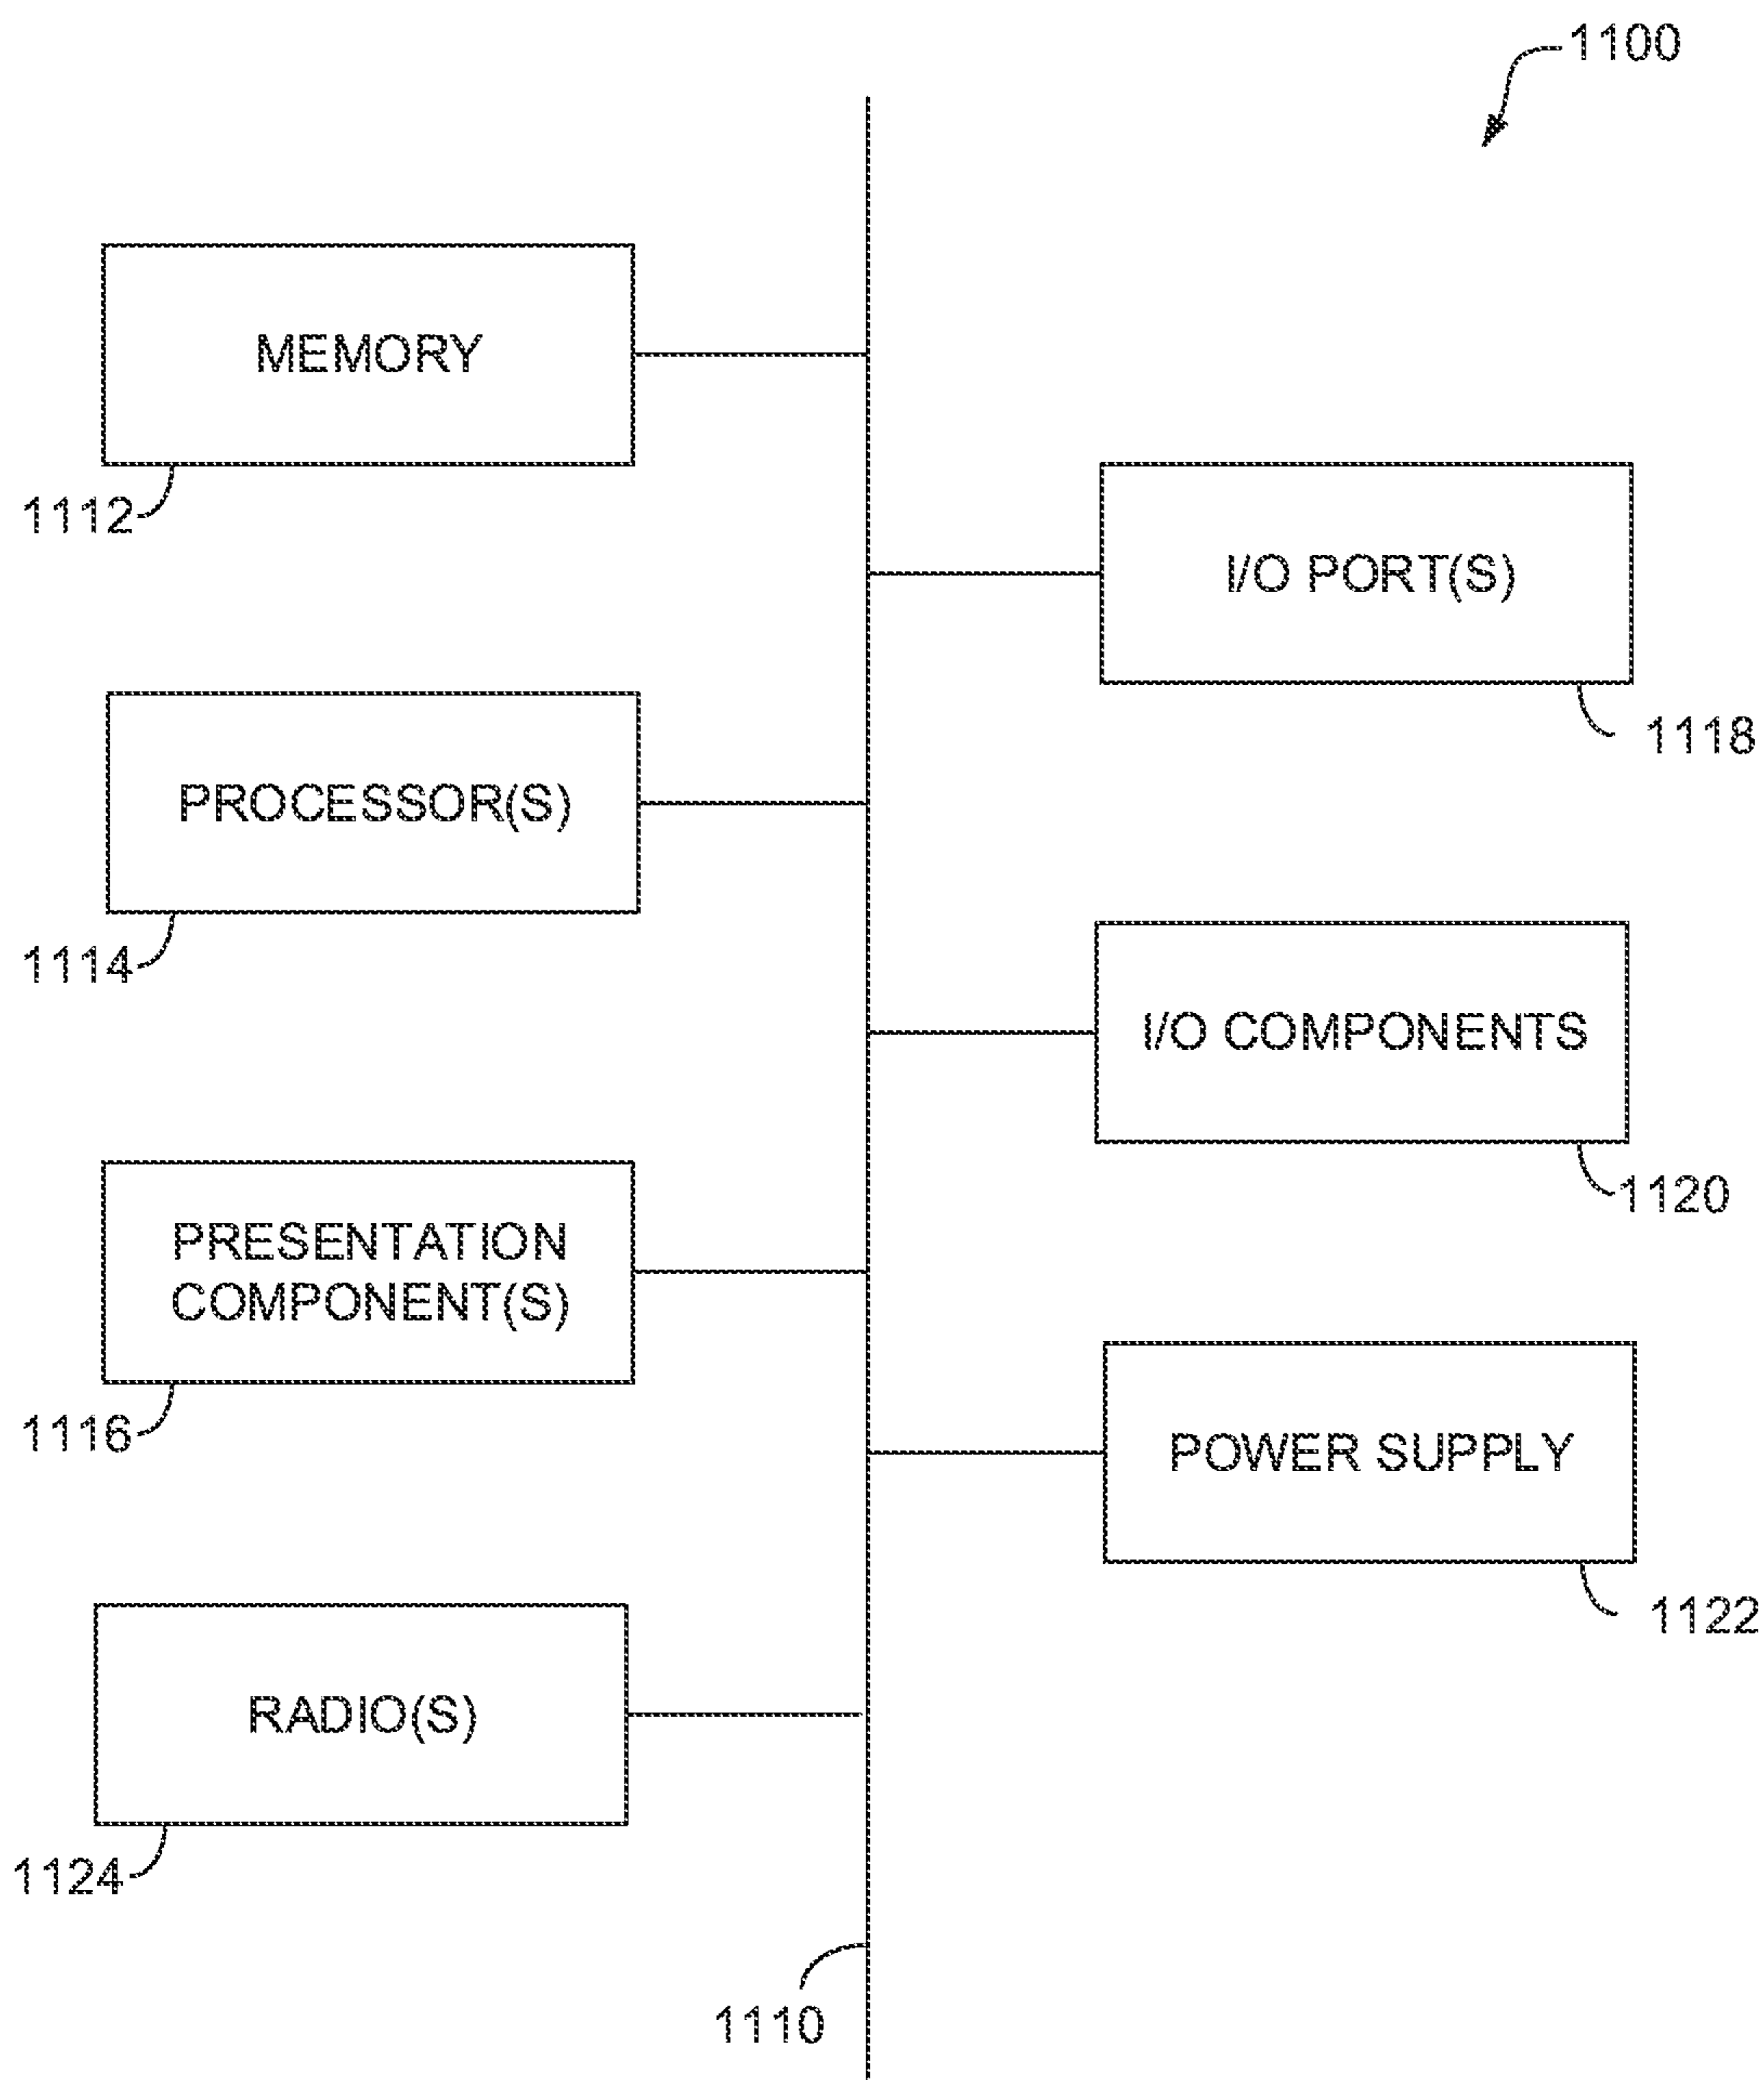 1100
MEMORY
1112
I/O PORT(S)
1118
PROCESSOR(S)
1114
I/O COMPONENTS
1120
PRESENTATION
COMPONENT(S)
1116
POWER SUPPLY
1122
RADIO(S)
1124
1110